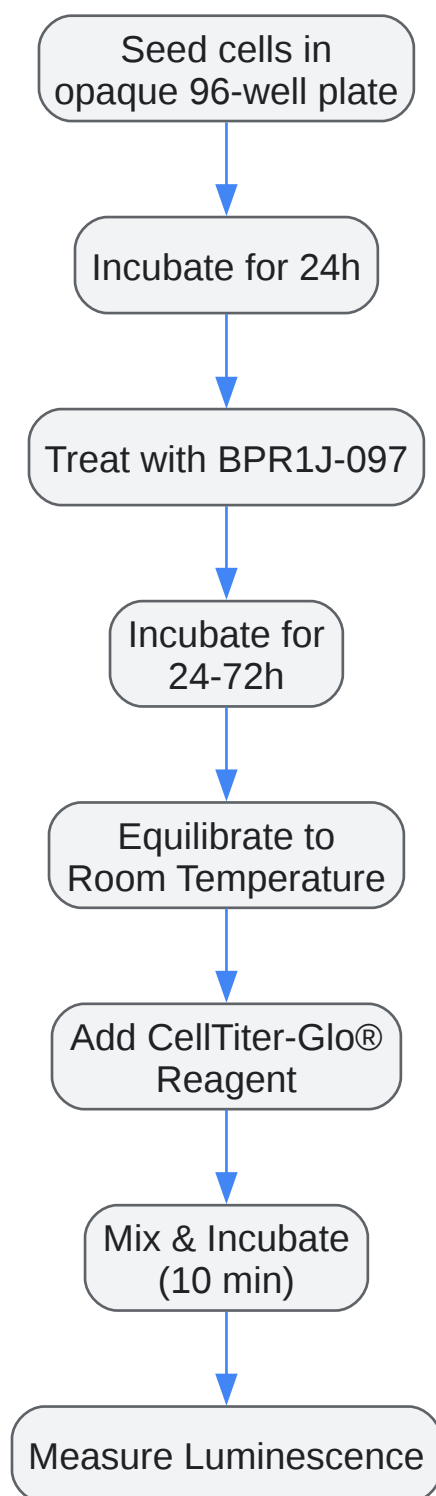 Seed cells in
opaque 96-well plate
Incubate for 24h
Treat with BPR1J-097
Incubate for
24-72h
Equilibrate to
Room Temperature
Add CellTiter-Glo®
Reagent
Mix & Incubate
(10 min)
Measure Luminescence